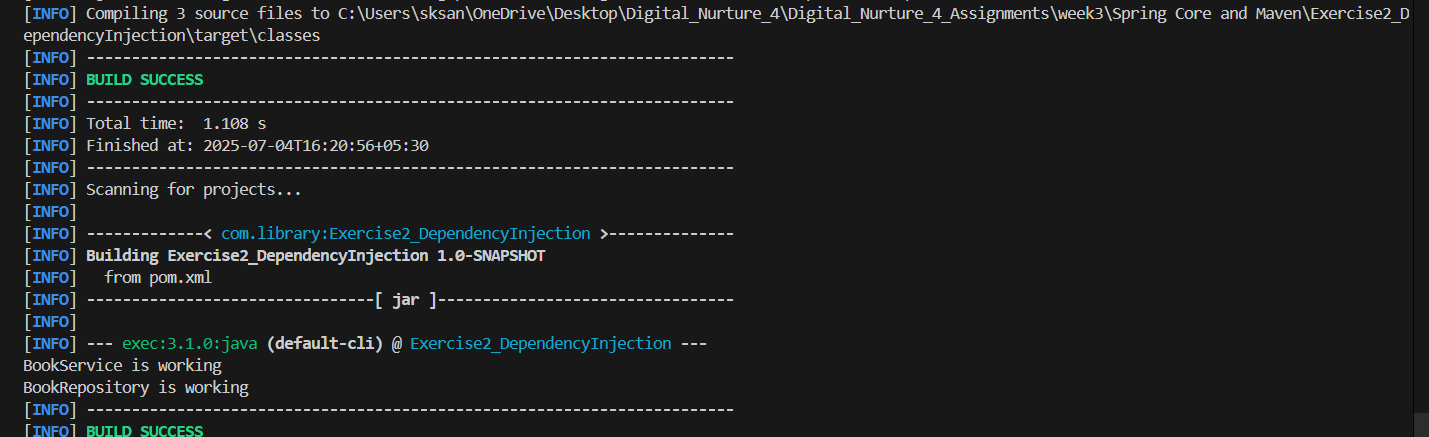 [INFO] Compiling 3 source files to C:\Users\sksan\OneDrive\Desktop\Digital_Nurture_4\Digital_Nurture_4_Assignments\week3\Spring Core and Maven\Exercise2_D
ependencyInjection\target\classes
[INFO] ------------------------------------------------------------------------
[INFO] BUILD SUCCESS
[INFO] ------------------------------------------------------------------------
[INFO] Total time:  1.108 s
[INFO] Finished at: 2025-07-04T16:20:56+05:30
[INFO] ------------------------------------------------------------------------
[INFO] Scanning for projects...
[INFO]
[INFO] -------------< com.library:Exercise2_DependencyInjection >--------------
[INFO] Building Exercise2_DependencyInjection 1.0-SNAPSHOT
[INFO]   from pom.xml
[INFO] --------------------------------[ jar ]---------------------------------
[INFO]
[INFO] --- exec:3.1.0:java (default-cli) @ Exercise2_DependencyInjection ---
BookService is working
BookRepository is working
[INFO] ------------------------------------------------------------------------
[INFO] BUILD SUCCESS